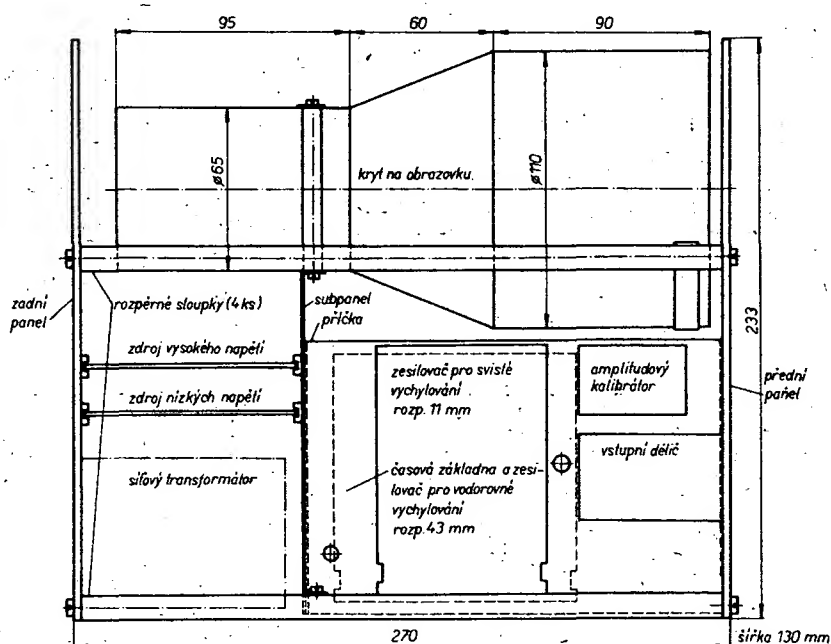 95
60
90
ø65
kryt na obrazovku
ø110
zadní
panel
rozpěrné sloupky (4 ks)
subpanel
příčka
233
zdroj vysokého napětí
zesilovač pro svislé
vychylování
rozp. 11 mm
amplitudový
kalibrátor
přední
panel
zdroj nízkých napětí
síťový transformátor
časová základna a zesi-
lovač pro vodorovné
vychylování
rozp. 43 mm
vstupní dělič
270
šířka 130 mm